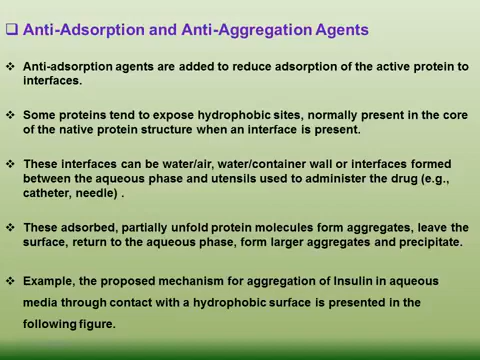 ❑ Anti-Adsorption and Anti-Aggregation Agents
❖ Anti-adsorption agents are added to reduce adsorption of the active protein to
interfaces.
❖ Some proteins tend to expose hydrophobic sites, normally present in the core
of the native protein structure when an interface is present.
❖ These interfaces can be water/air, water/container wall or interfaces formed
between the aqueous phase and utensils used to administer the drug (e.g.,
catheter, needle) .
❖ These adsorbed, partially unfold protein molecules form aggregates, leave the
surface, return to the aqueous phase, form larger aggregates and precipitate.
❖ Example, the proposed mechanism for aggregation of Insulin in aqueous
media through contact with a hydrophobic surface is presented in the
following figure.